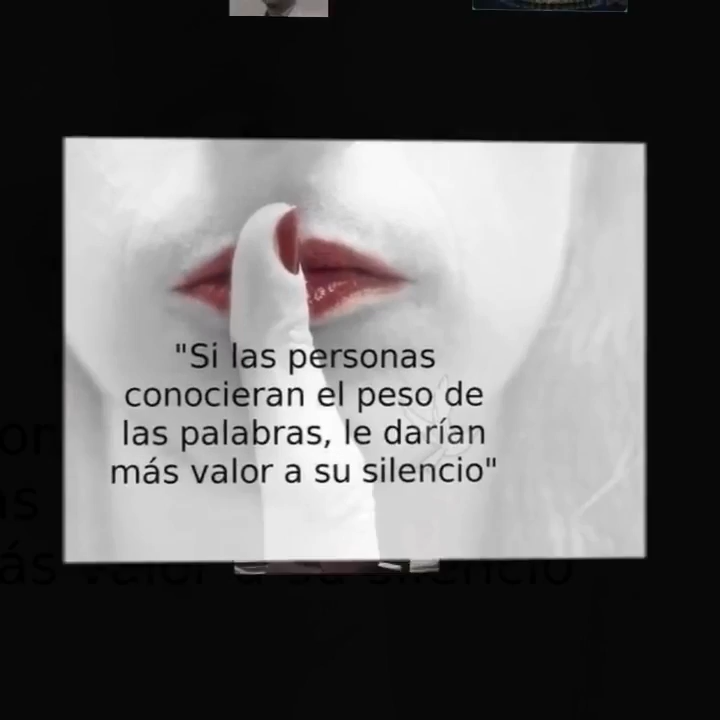 "Si las personas
conocieran el peso de
las palabras, le darían
más valor a su silencio"